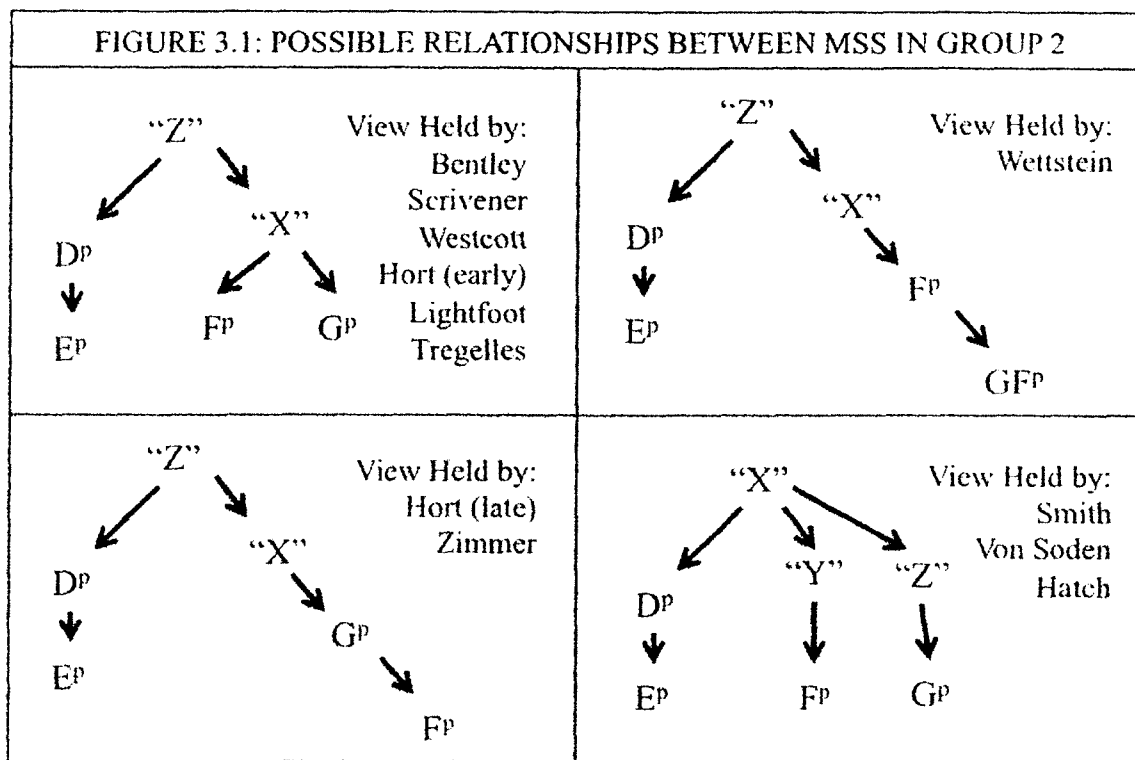 FIGURE 3.1: POSSIBLE RELATIONSHIPS BETWEEN MSS IN GROUP 2
“Z”
View Held by:
Bentley
Scrivener
Westcott
Hort (early)
Lightfoot
Tregelles
“X”
Dᵖ
Eᵖ
Fᵖ
Gᵖ
“Z”
View Held by:
Wettstein
“X”
Dᵖ
Fᵖ
Eᵖ
GFᵖ
“Z”
View Held by:
Hort (late)
Zimmer
“X”
Dᵖ
Gᵖ
Eᵖ
Fᵖ
“X”
View Held by:
Smith
Von Soden
Hatch
“Y”
“Z”
Dᵖ
Eᵖ
Fᵖ
Gᵖ